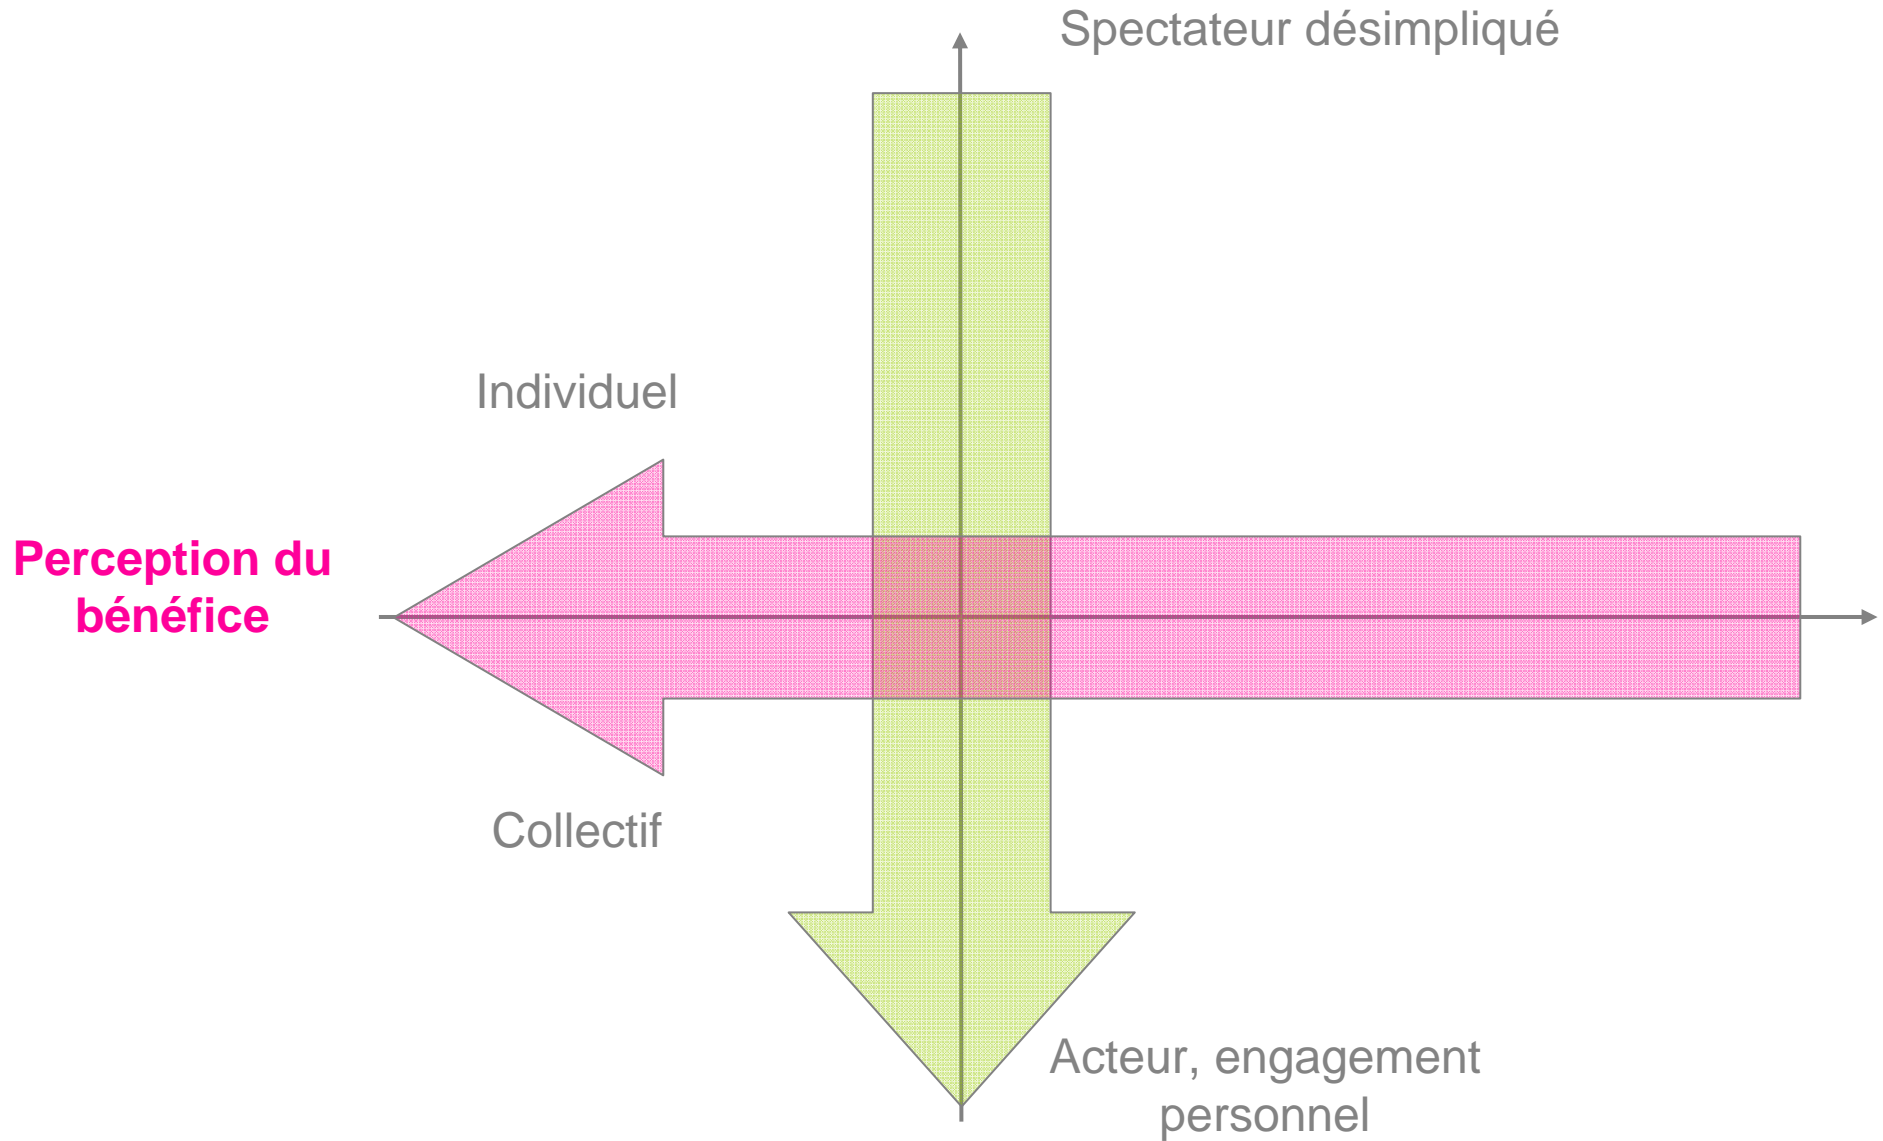 Spectateur désimpliqué
Individuel
Perception du
bénéfice
Collectif
Acteur, engagement
personnel